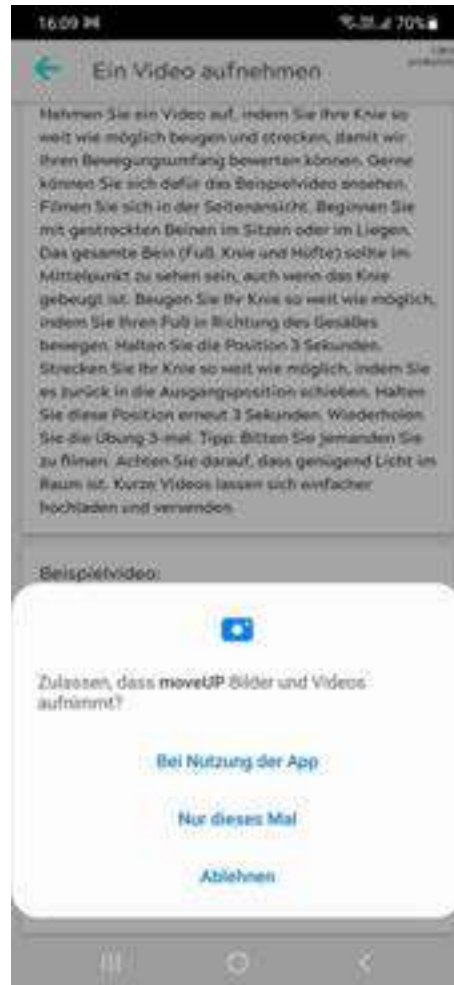 16:09
70%
Ein Video aufnehmen
Nehmen Sie ein Video auf, indem Sie Ihre Knie so
weit wie möglich beugen und strecken, damit wir
Ihren Bewegungsumfang bewerten können. Gerne
können Sie sich dafür das Beispielvideo ansehen.
Filmen Sie sich in der Seitenansicht. Beginnen Sie
mit gestreckten Beinen im Sitzen oder im Liegen.
Das gesamte Bein (Fuß, Knie und Hüfte) sollte im
Mittelpunkt zu sehen sein, auch wenn das Knie
gebeugt ist. Beugen Sie Ihr Knie so weit wie möglich,
indem Sie Ihren Fuß in Richtung des Gesäßes
bewegen. Halten Sie die Position 3 Sekunden.
Strecken Sie Ihr Knie so weit wie möglich, indem Sie
es zurück in die Ausgangsposition schieben. Halten
Sie diese Position erneut 3 Sekunden. Wiederholen
Sie die Übung 3-mal. Tipp: Bitten Sie jemanden Sie
zu filmen. Achten Sie darauf, dass genügend Licht im
Raum ist. Kurze Videos lassen sich einfacher
hochladen und versenden.
Beispielvideo:
Zulassen, dass moveUP Bilder und Videos
aufnimmt?
Bei Nutzung der App
Nur dieses Mal
Ablehnen